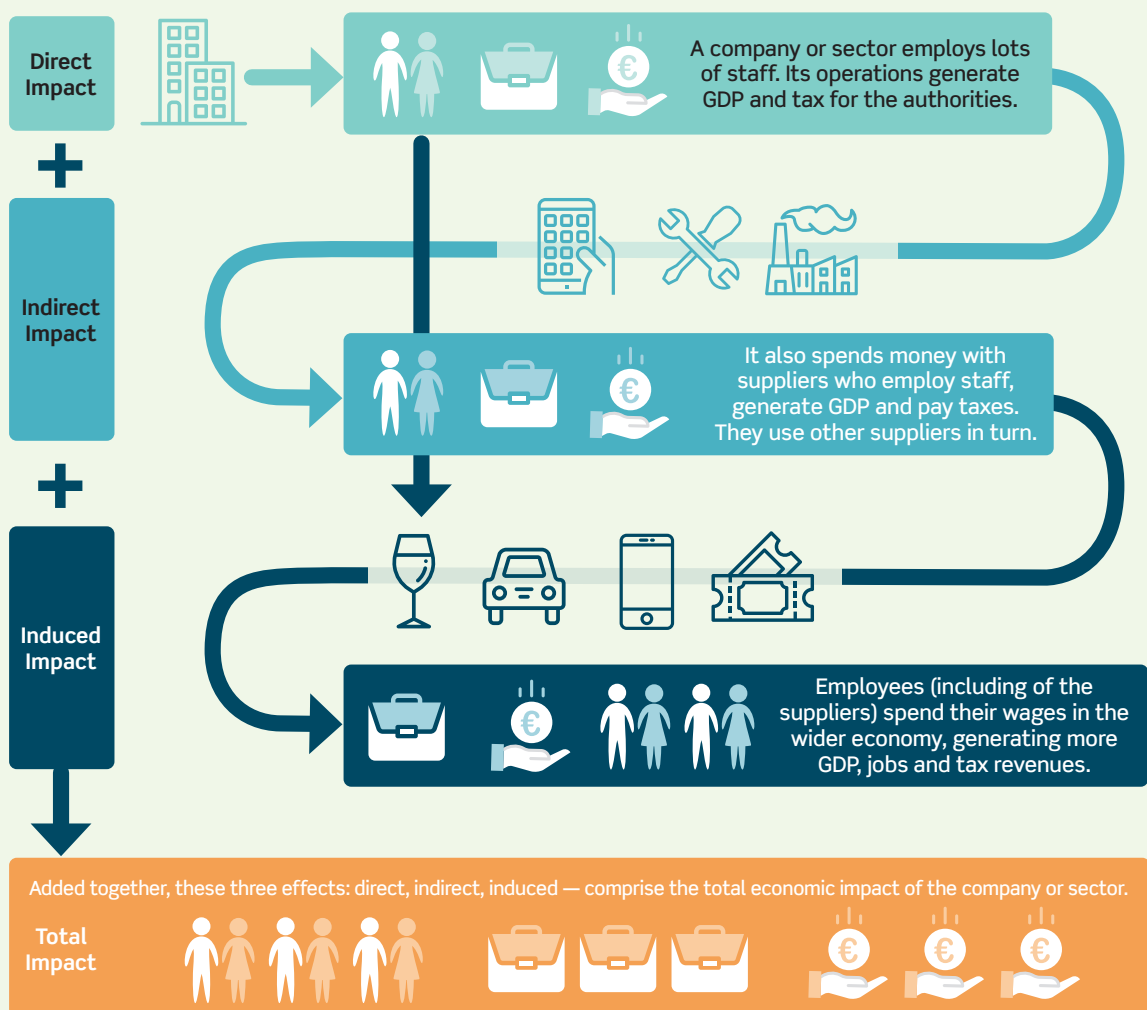 Direct
Impact
A company or sector employs lots
of staff. Its operations generate
GDP and tax for the authorities.
+
Indirect
Impact
It also spends money with
suppliers who employ staff,
generate GDP and pay taxes.
They use other suppliers in turn.
+
Induced
Impact
Employees (including of the
suppliers) spend their wages in the
wider economy, generating more
GDP, jobs and tax revenues.
Added together, these three effects: direct, indirect, induced — comprise the total economic impact of the company or sector.
Total
Impact
€
€
€
€ € €